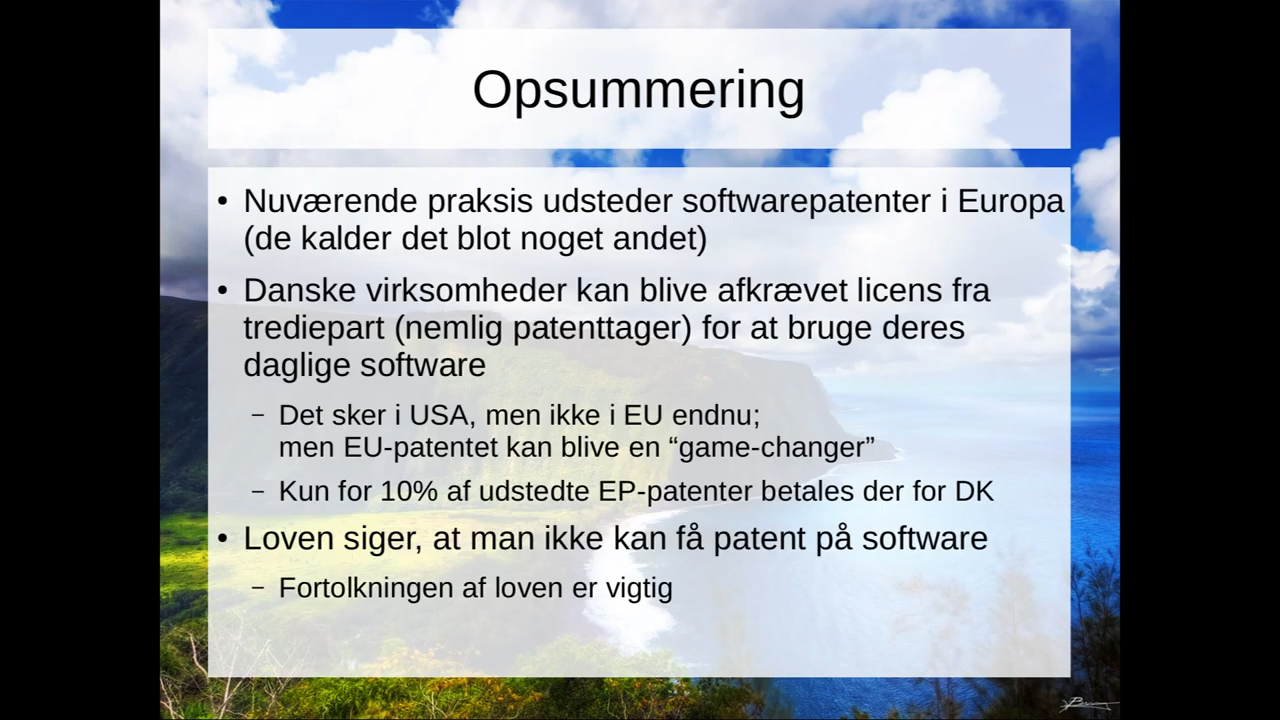 Opsummering
• Nuværende praksis udsteder softwarepatenter i Europa
(de kalder det blot noget andet)
• Danske virksomheder kan blive afkrævet licens fra
trediepart (nemlig patenttager) for at bruge deres
daglige software
– Det sker i USA, men ikke i EU endnu;
men EU-patentet kan blive en “game-changer”
– Kun for 10% af udstedte EP-patenter betales der for DK
• Loven siger, at man ikke kan få patent på software
– Fortolkningen af loven er vigtig